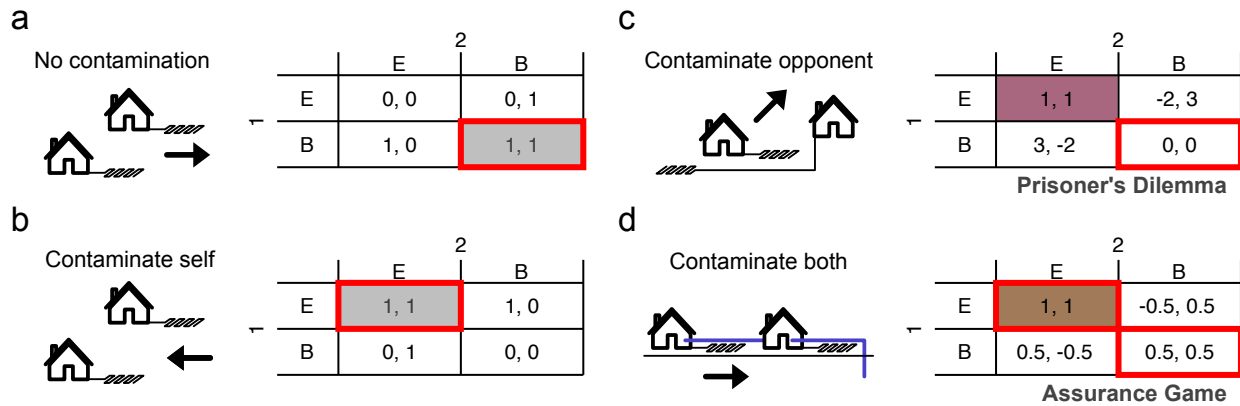 a
No contamination
2
E B
1
E 0, 0 0, 1
B 1, 0 1, 1
b
Contaminate self
2
E B
1
E 1, 1 1, 0
B 0, 1 0, 0
c
Contaminate opponent
2
E B
1
E 1, 1 -2, 3
B 3, -2 0, 0
Prisoner's Dilemma
d
Contaminate both
2
E B
1
E 1, 1 -0.5, 0.5
B 0.5, -0.5 0.5, 0.5
Assurance Game